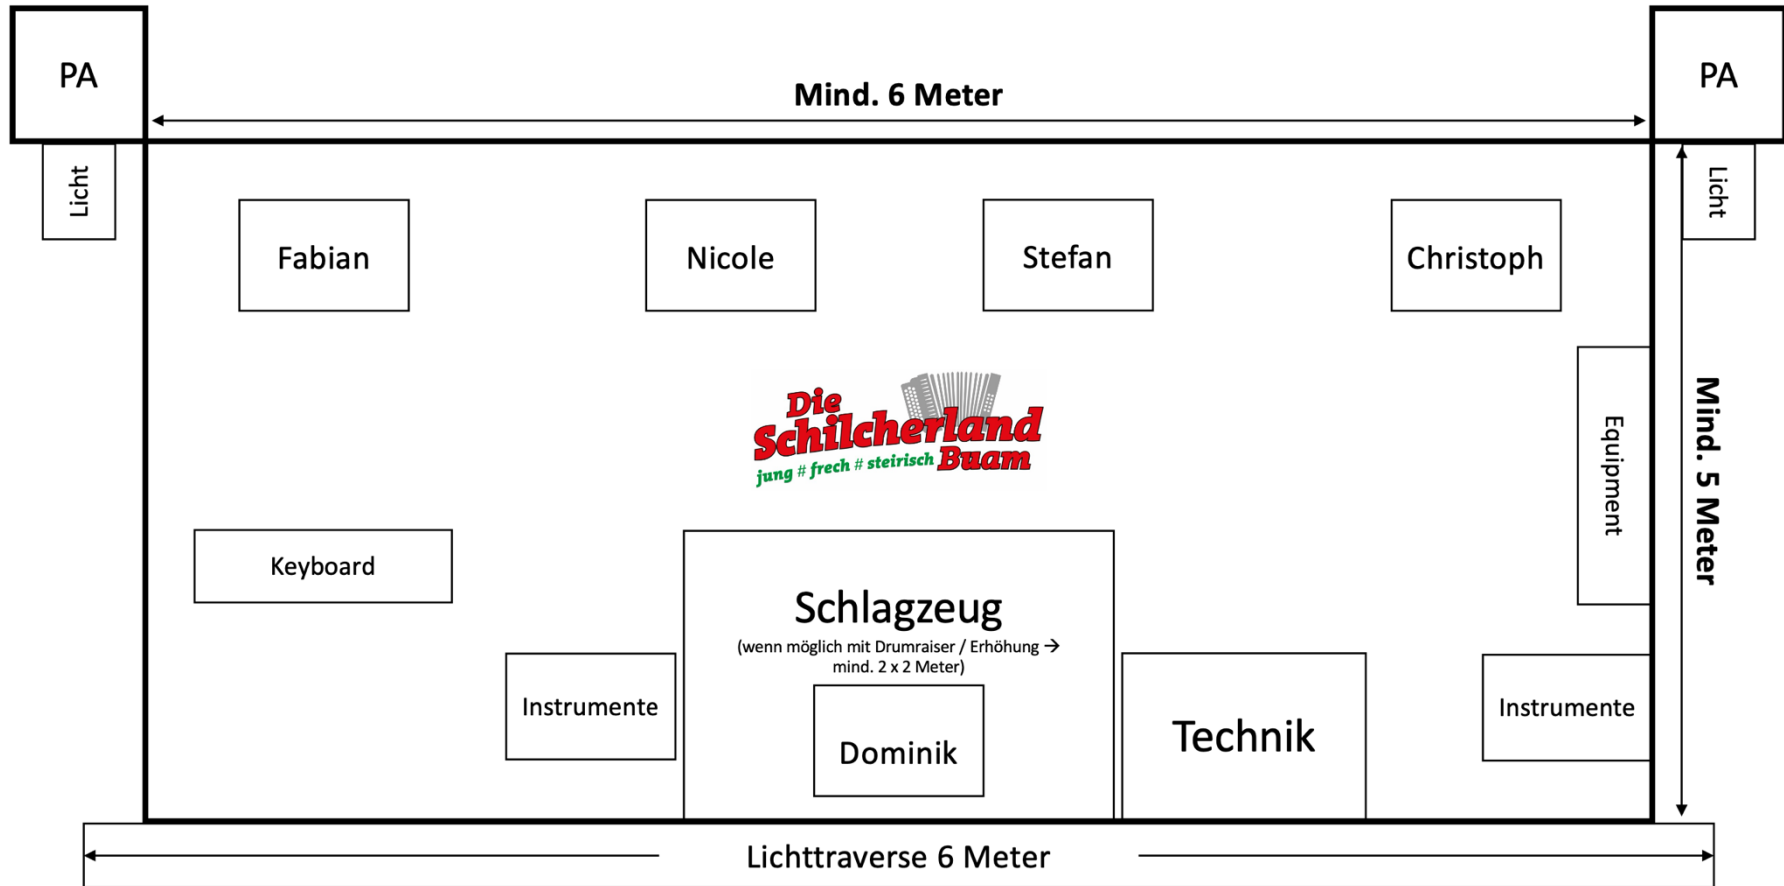 PA
Mind. 6 Meter
PA
Licht
Licht
Fabian
Nicole
Stefan
Christoph
Die
Schilcherland
jung # frech # steirisch Buam
Equipment
Mind. 5 Meter
Keyboard
Schlagzeug
(wenn möglich mit Drumraiser / Erhöhung →
mind. 2 x 2 Meter)
Instrumente
Dominik
Technik
Instrumente
Lichttraverse 6 Meter